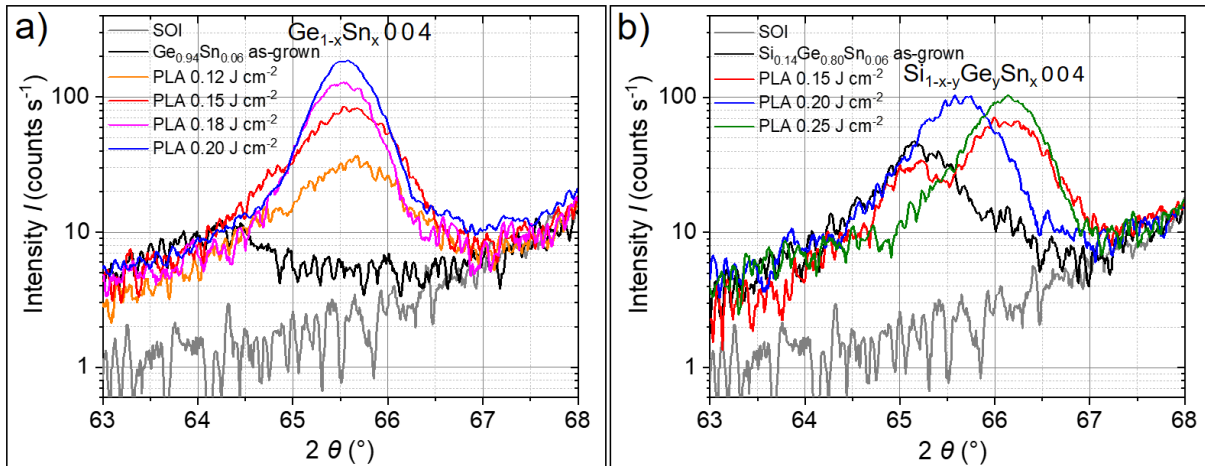 a)
Ge1-xSnx 0 0 4
SOI
Ge0.94Sn0.06 as-grown
PLA 0.12 J cm-2
PLA 0.15 J cm-2
PLA 0.18 J cm-2
PLA 0.20 J cm-2
Intensity I (counts s-1)
100
10
1
63 64 65 66 67 68
2 θ (°)
b)
SOI
Si0.14Ge0.80Sn0.06 as-grown
PLA 0.15 J cm-2
PLA 0.20 J cm-2
PLA 0.25 J cm-2
Si1-x-yGeySnx 0 0 4
Intensity I (counts s-1)
100
10
1
63 64 65 66 67 68
2 θ (°)